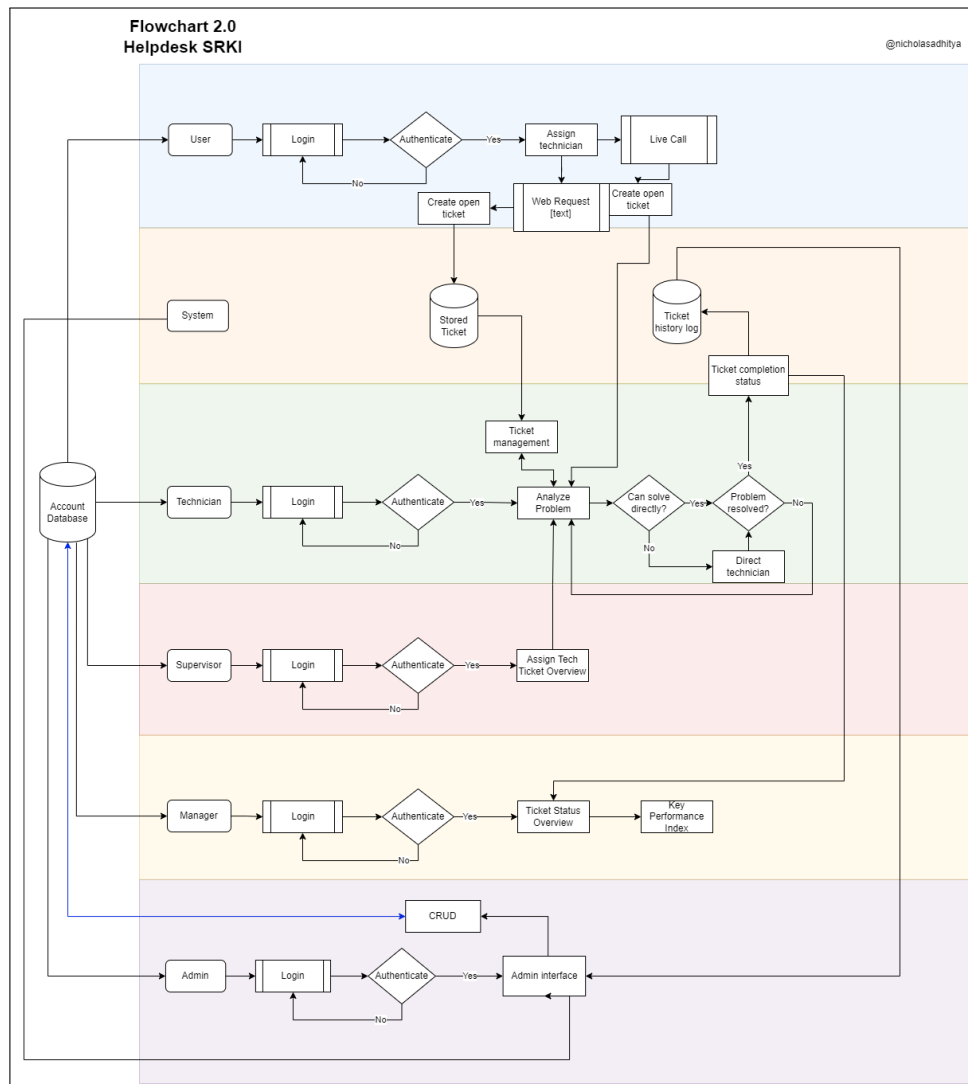 Flowchart 2.0
Helpdesk SRKI
@nicholasadhitya
User
Login
Authenticate
Yes
Assign
technician
Live Call
No
Create open
ticket
Web Request
[text]
Create open
ticket
System
Stored
Ticket
Ticket
history log
Ticket completion
status
Ticket
management
Yes
Account
Database
Technician
Login
Authenticate
Yes
Analyze
Problem
Can solve
directly?
Yes
Problem
resolved?
No
No
No
Direct
technician
Supervisor
Login
Authenticate
Yes
Assign Tech
Ticket Overview
No
Manager
Login
Authenticate
Yes
Ticket Status
Overview
Key
Performance
Index
No
CRUD
Admin
Login
Authenticate
Yes
Admin interface
No